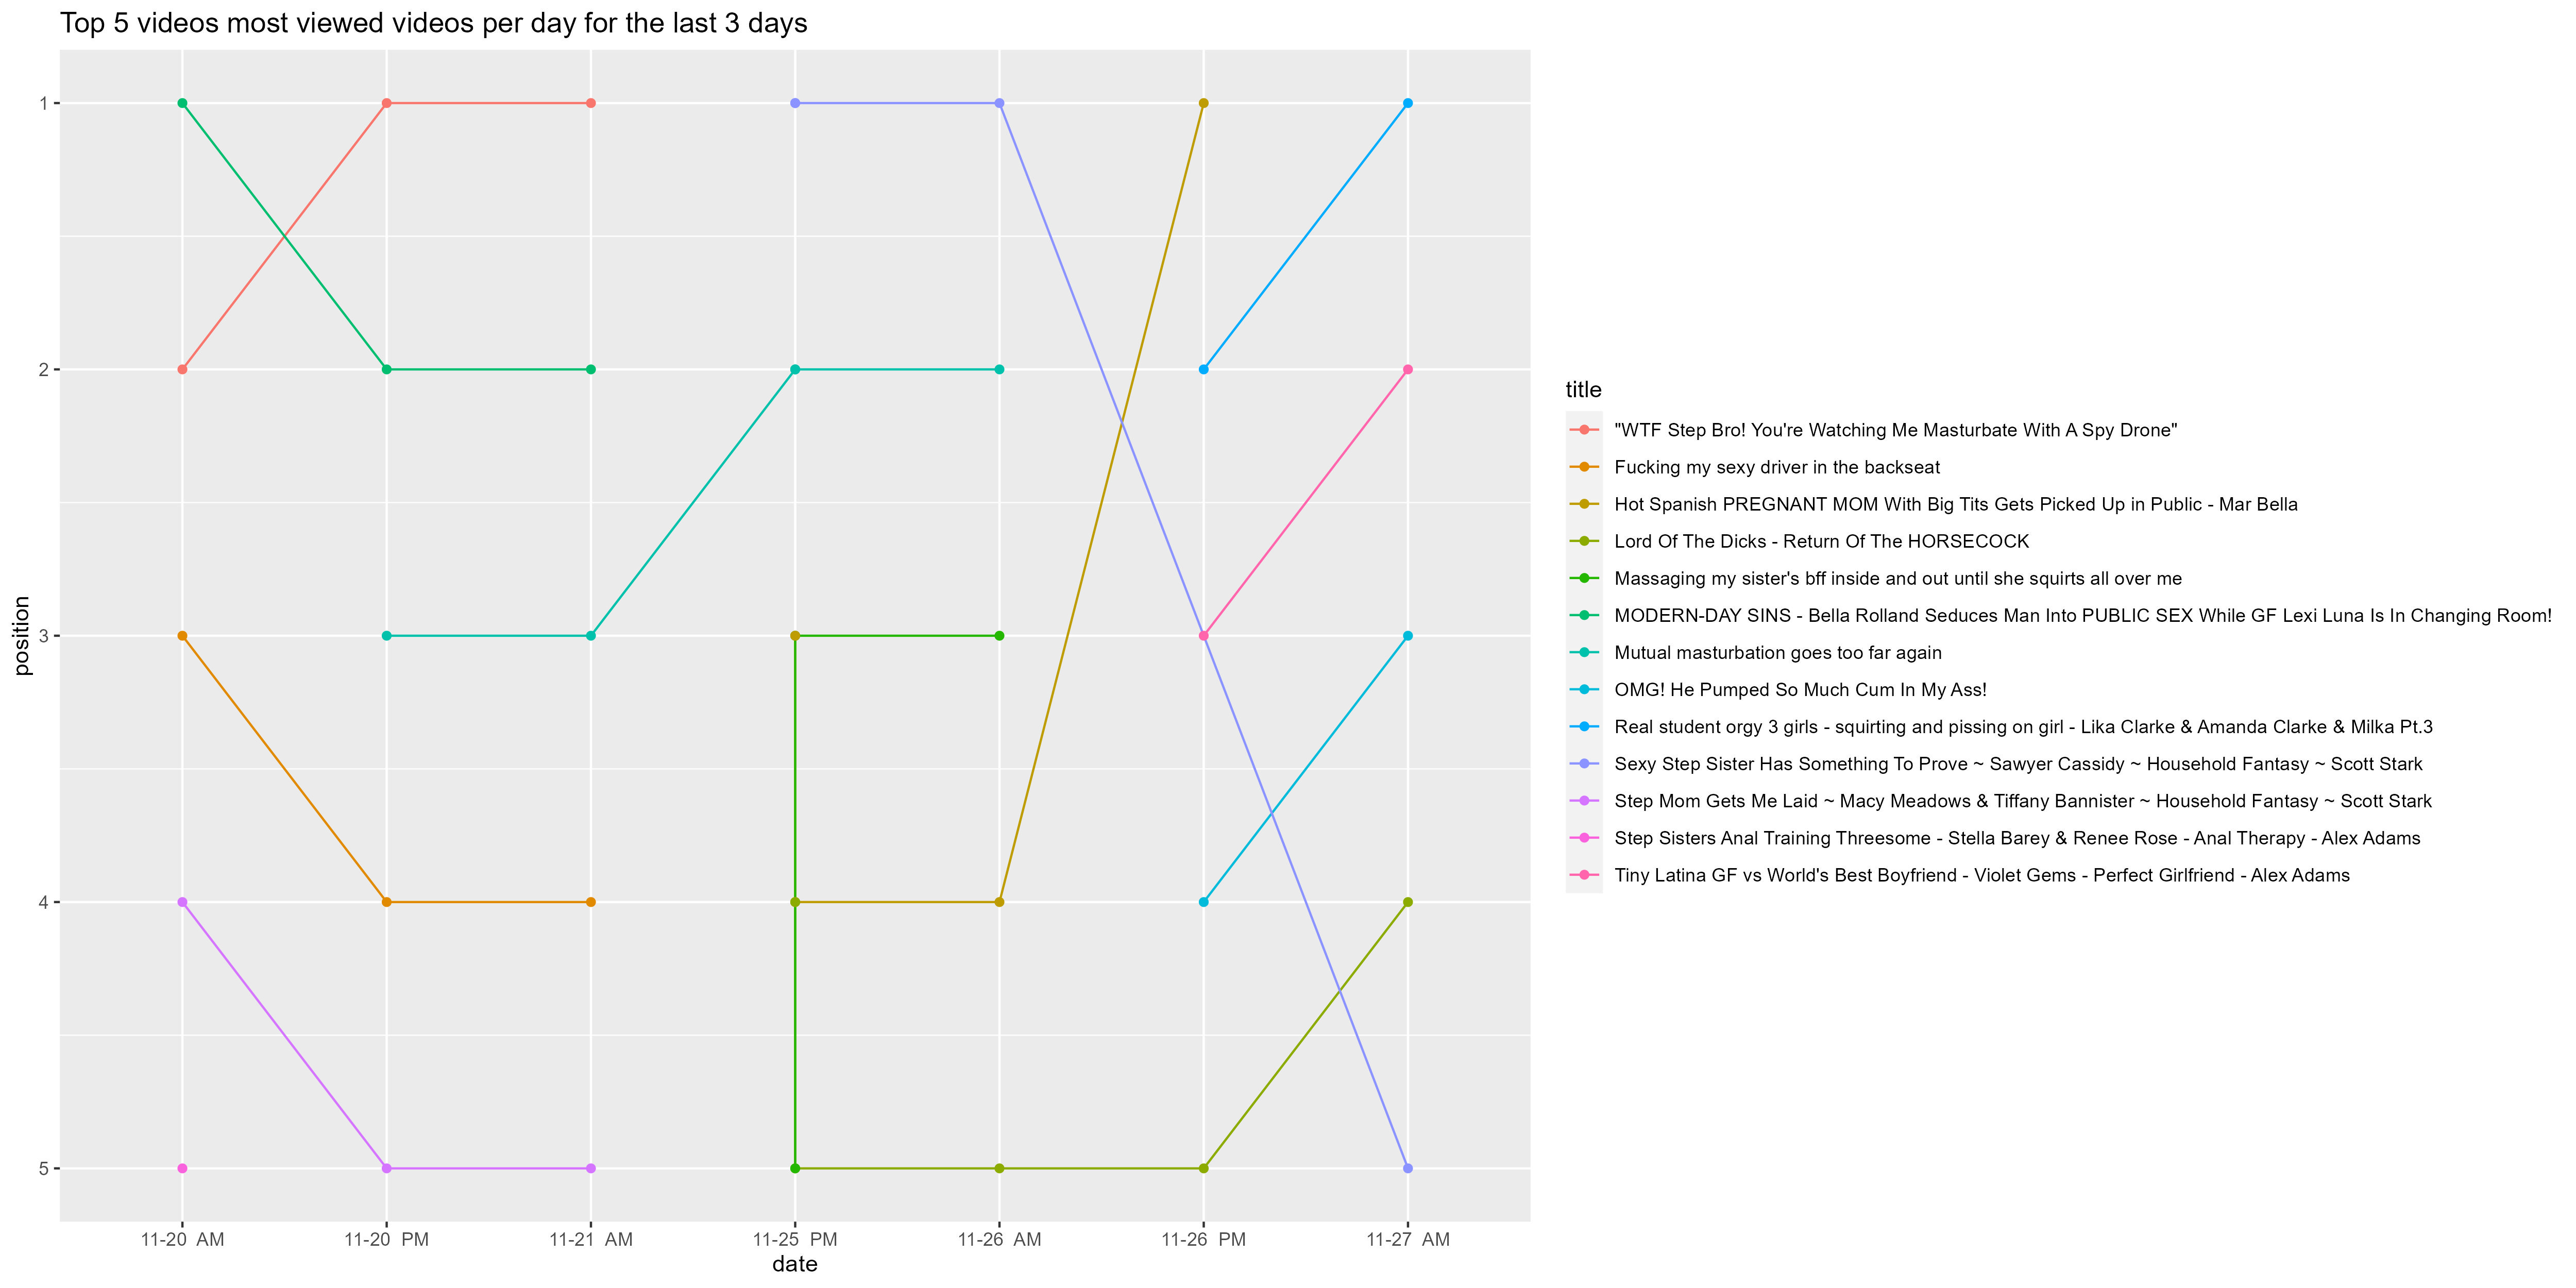 Top 5 videos most viewed videos per day for the last 3 days
position
1
2
3
4
5
11-20 AM
11-20 PM
11-21 AM
11-25 PM
11-26 AM
11-26 PM
11-27 AM
date
title
"WTF Step Bro! You're Watching Me Masturbate With A Spy Drone"
Fucking my sexy driver in the backseat
Hot Spanish PREGNANT MOM With Big Tits Gets Picked Up in Public - Mar Bella
Lord Of The Dicks - Return Of The HORSECOCK
Massaging my sister's bff inside and out until she squirts all over me
MODERN-DAY SINS - Bella Rolland Seduces Man Into PUBLIC SEX While GF Lexi Luna Is In Changing Room!
Mutual masturbation goes too far again
OMG! He Pumped So Much Cum In My Ass!
Real student orgy 3 girls - squirting and pissing on girl - Lika Clarke & Amanda Clarke & Milka Pt.3
Sexy Step Sister Has Something To Prove ~ Sawyer Cassidy ~ Household Fantasy ~ Scott Stark
Step Mom Gets Me Laid ~ Macy Meadows & Tiffany Bannister ~ Household Fantasy ~ Scott Stark
Step Sisters Anal Training Threesome - Stella Barey & Renee Rose - Anal Therapy - Alex Adams
Tiny Latina GF vs World's Best Boyfriend - Violet Gems - Perfect Girlfriend - Alex Adams